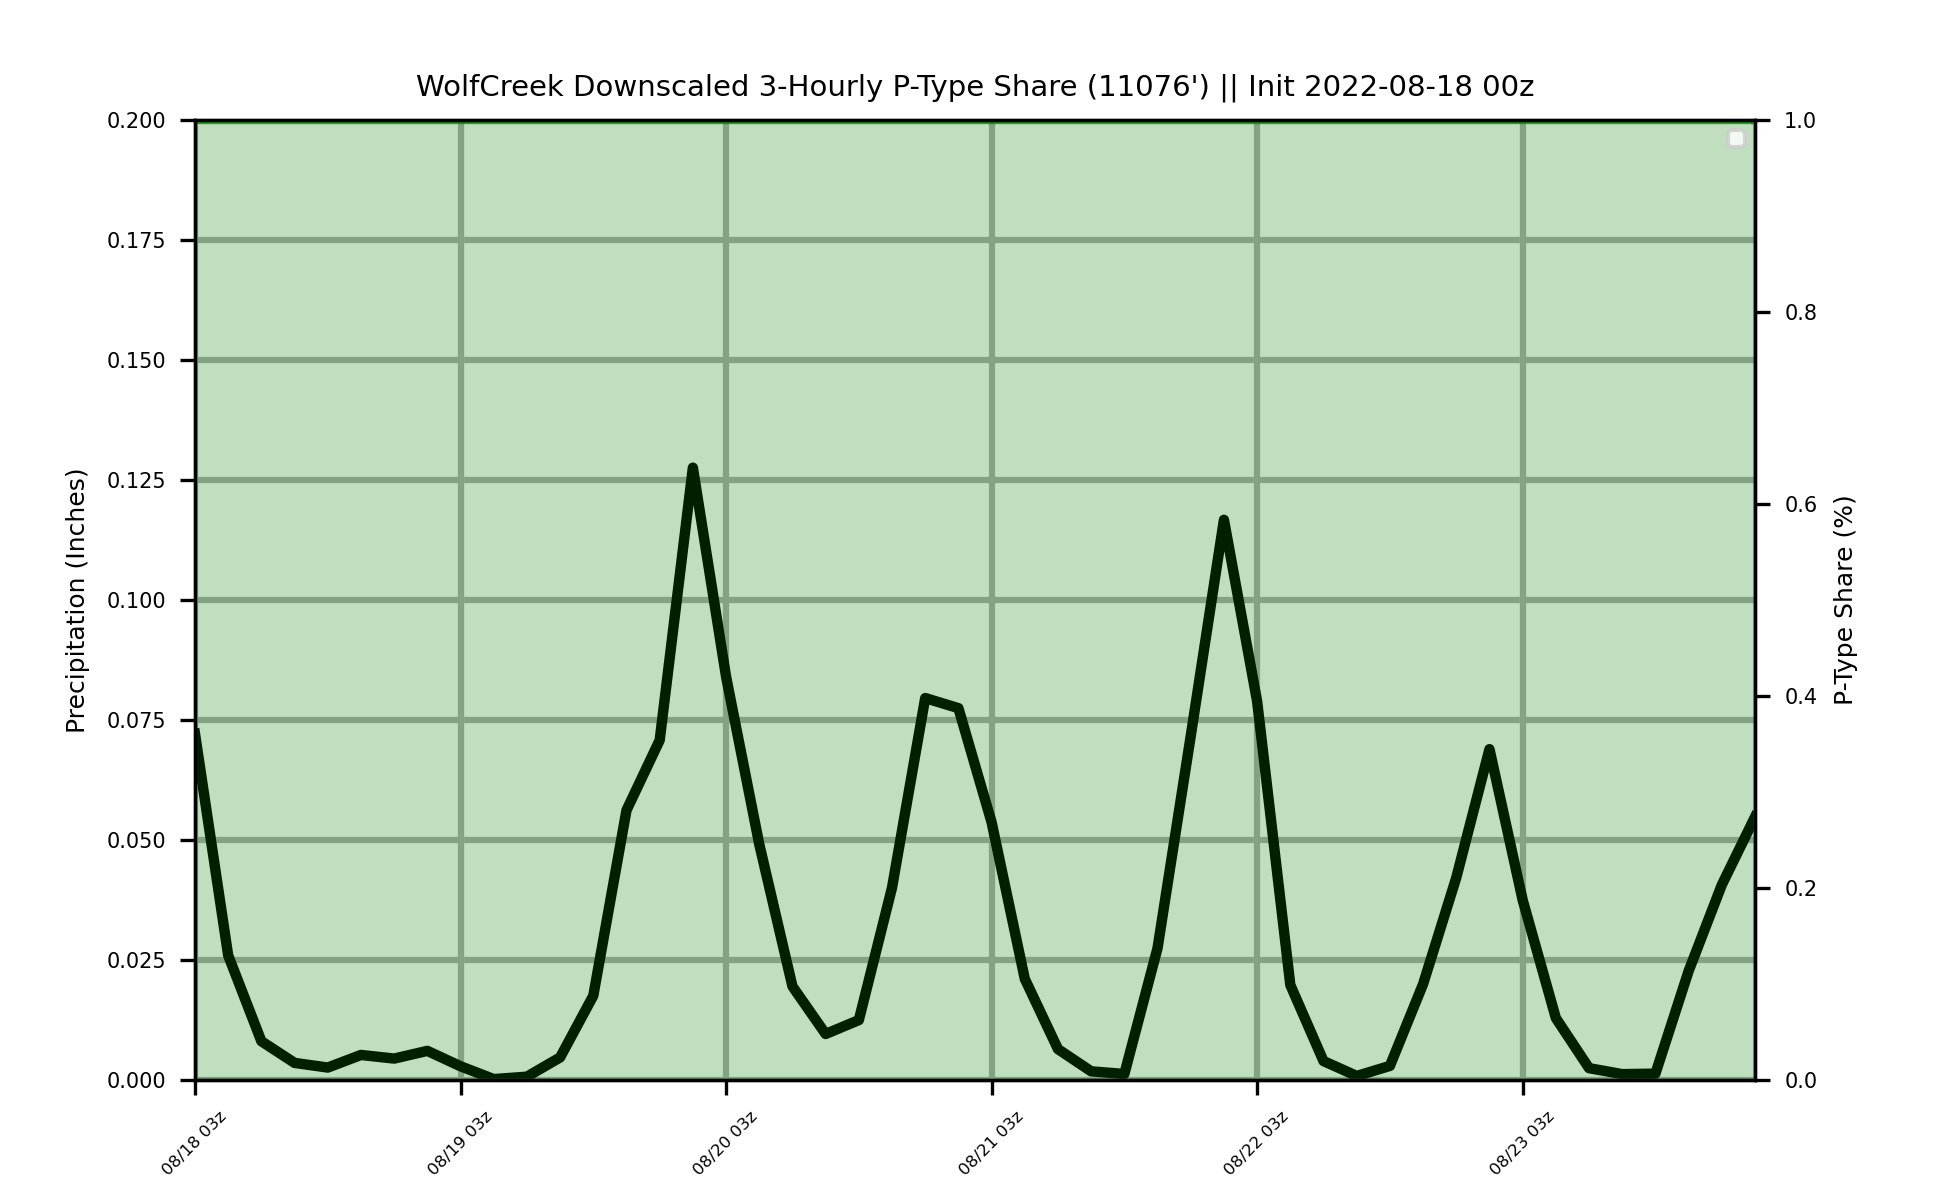 WolfCreek Downscaled 3-Hourly P-Type Share (11076') || Init 2022-08-18 00z
Precipitation (Inches)
0.200
0.175
0.150
0.125
0.100
0.075
0.050
0.025
0.000
1.0
0.8
0.6
0.4
0.2
0.0
P-Type Share (%)
08/18 03z
08/19 03z
08/20 03z
08/21 03z
08/22 03z
08/23 03z